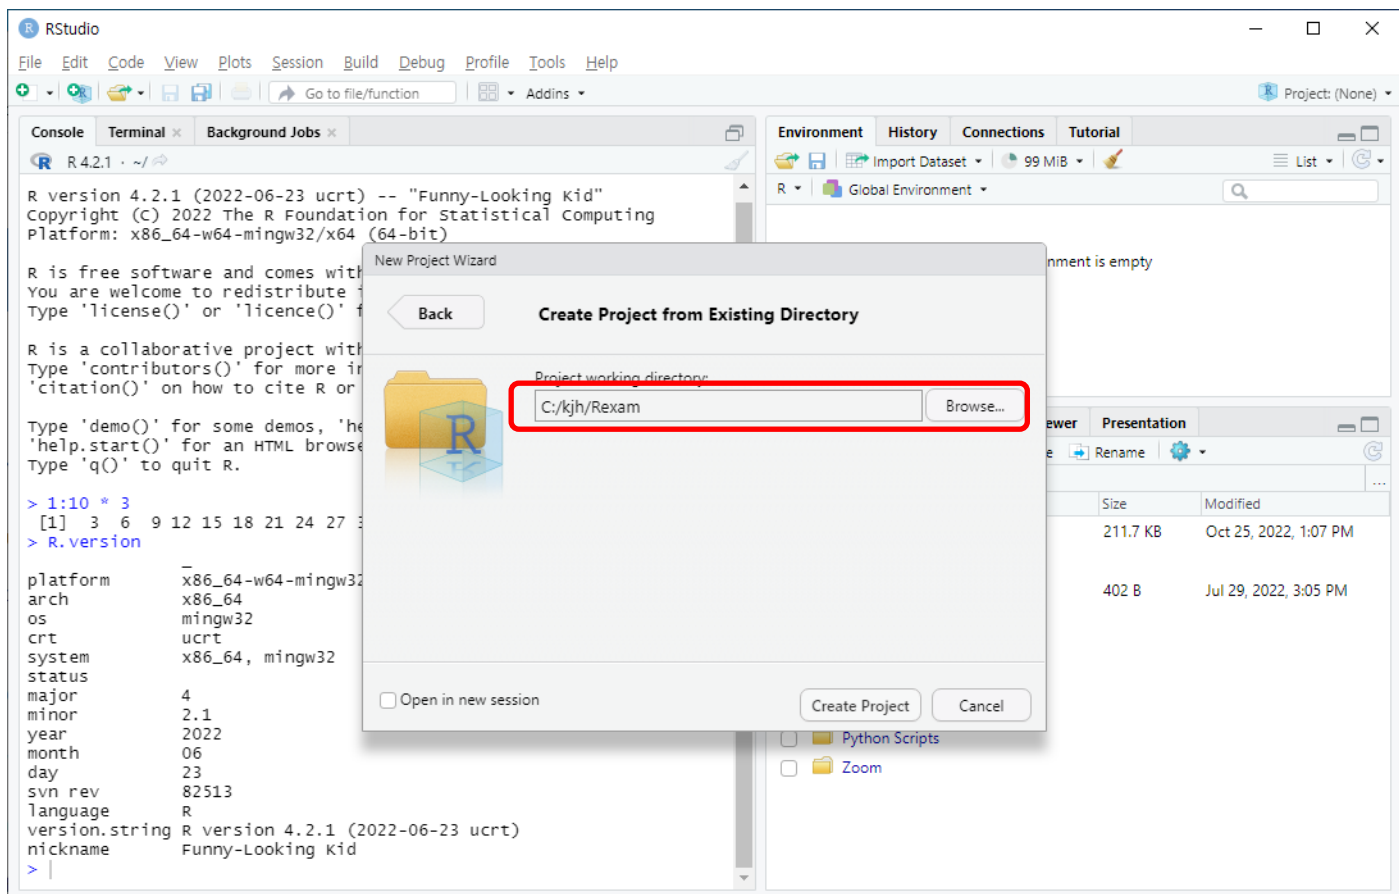 RStudio
File Edit Code View Plots Session Build Debug Profile Tools Help
Go to file/function Addins Project: (None)
Console Terminal Background Jobs
R 4.2.1 · ~/
R version 4.2.1 (2022-06-23 ucrt) -- "Funny-Looking Kid"
Copyright (C) 2022 The R Foundation for Statistical Computing
Platform: x86_64-w64-mingw32/x64 (64-bit)
R is free software and comes with
You are welcome to redistribute
Type 'license()' or 'licence()'
R is a collaborative project with
Type 'contributors()' for more
'citation()' on how to cite R or
Type 'demo()' for some demos,
'help.start()' for an HTML browse
Type 'q()' to quit R.
> 1:10 * 3
[1] 3 6 9 12 15 18 21 24 27
> R.version
_
platform x86_64-w64-mingw32
arch x86_64
os mingw32
crt ucrt
system x86_64, mingw32
status
major 4
minor 2.1
year 2022
month 06
day 23
svn rev 82513
language R
version.string R version 4.2.1 (2022-06-23 ucrt)
nickname Funny-Looking Kid
>
Environment History Connections Tutorial
Import Dataset 99 MiB List
R Global Environment
nment is empty
New Project Wizard
Back
Create Project from Existing Directory
Project working directory:
C:/kjh/Rexam
Browse...
R
Open in new session
Create Project
Cancel
ewer Presentation
e Rename
...
Size Modified
211.7 KB Oct 25, 2022, 1:07 PM
402 B Jul 29, 2022, 3:05 PM
Python Scripts
Zoom